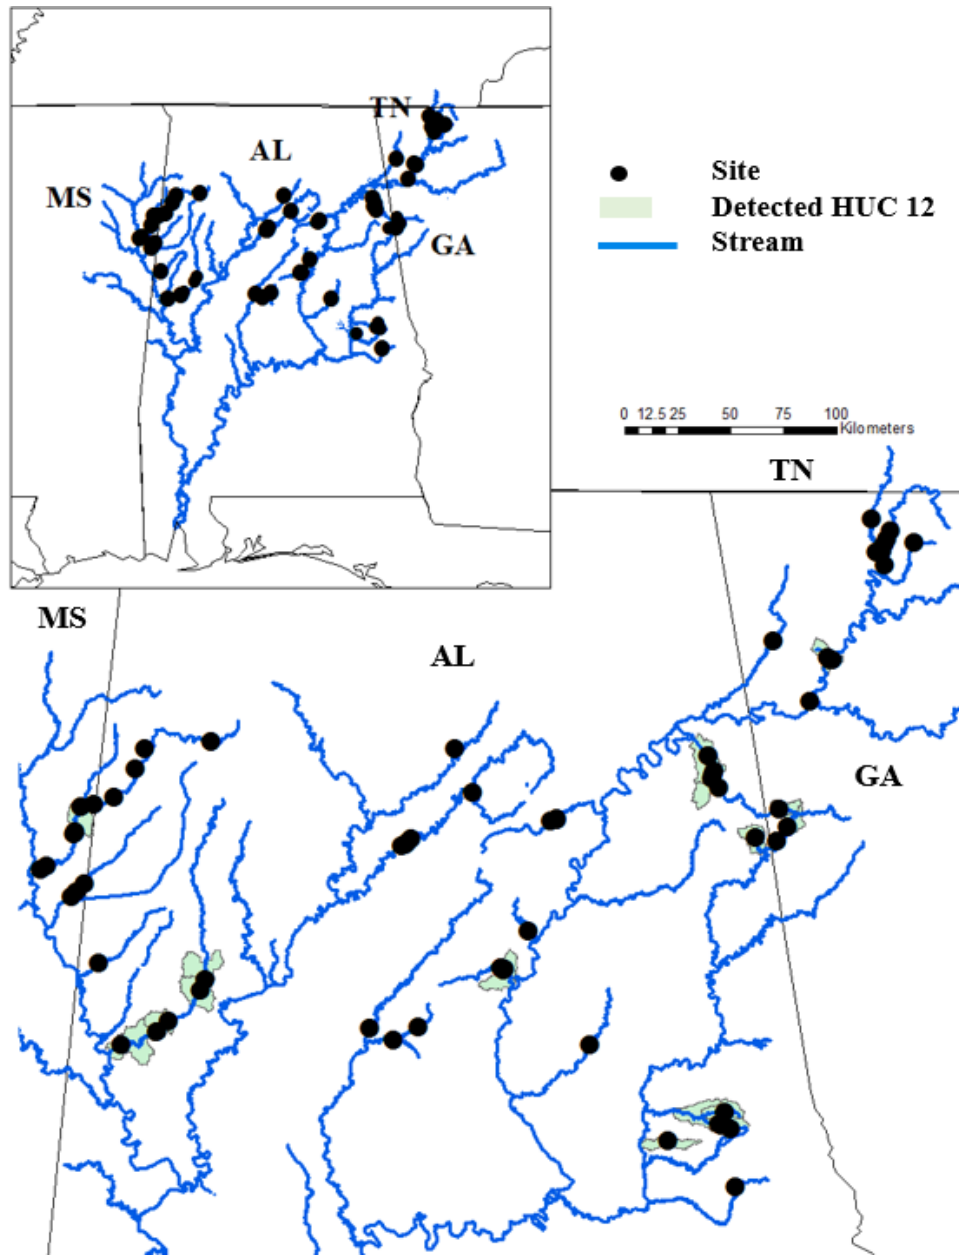 TN
AL
MS
GA
Site
Detected HUC 12
Stream
0 12.5 25 50 75 100
Kilometers
TN
MS
AL
GA